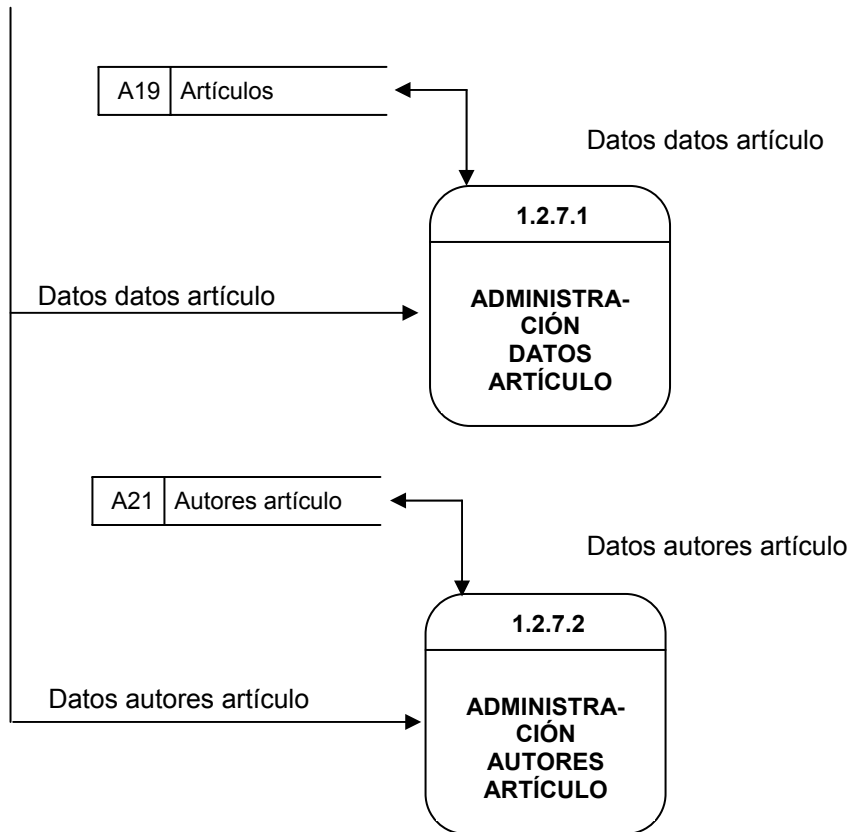 A19 Artículos
Datos datos artículo
1.2.7.1
Datos datos artículo
ADMINISTRA-
CIÓN
DATOS
ARTÍCULO
A21 Autores artículo
Datos autores artículo
1.2.7.2
Datos autores artículo
ADMINISTRA-
CIÓN
AUTORES
ARTÍCULO